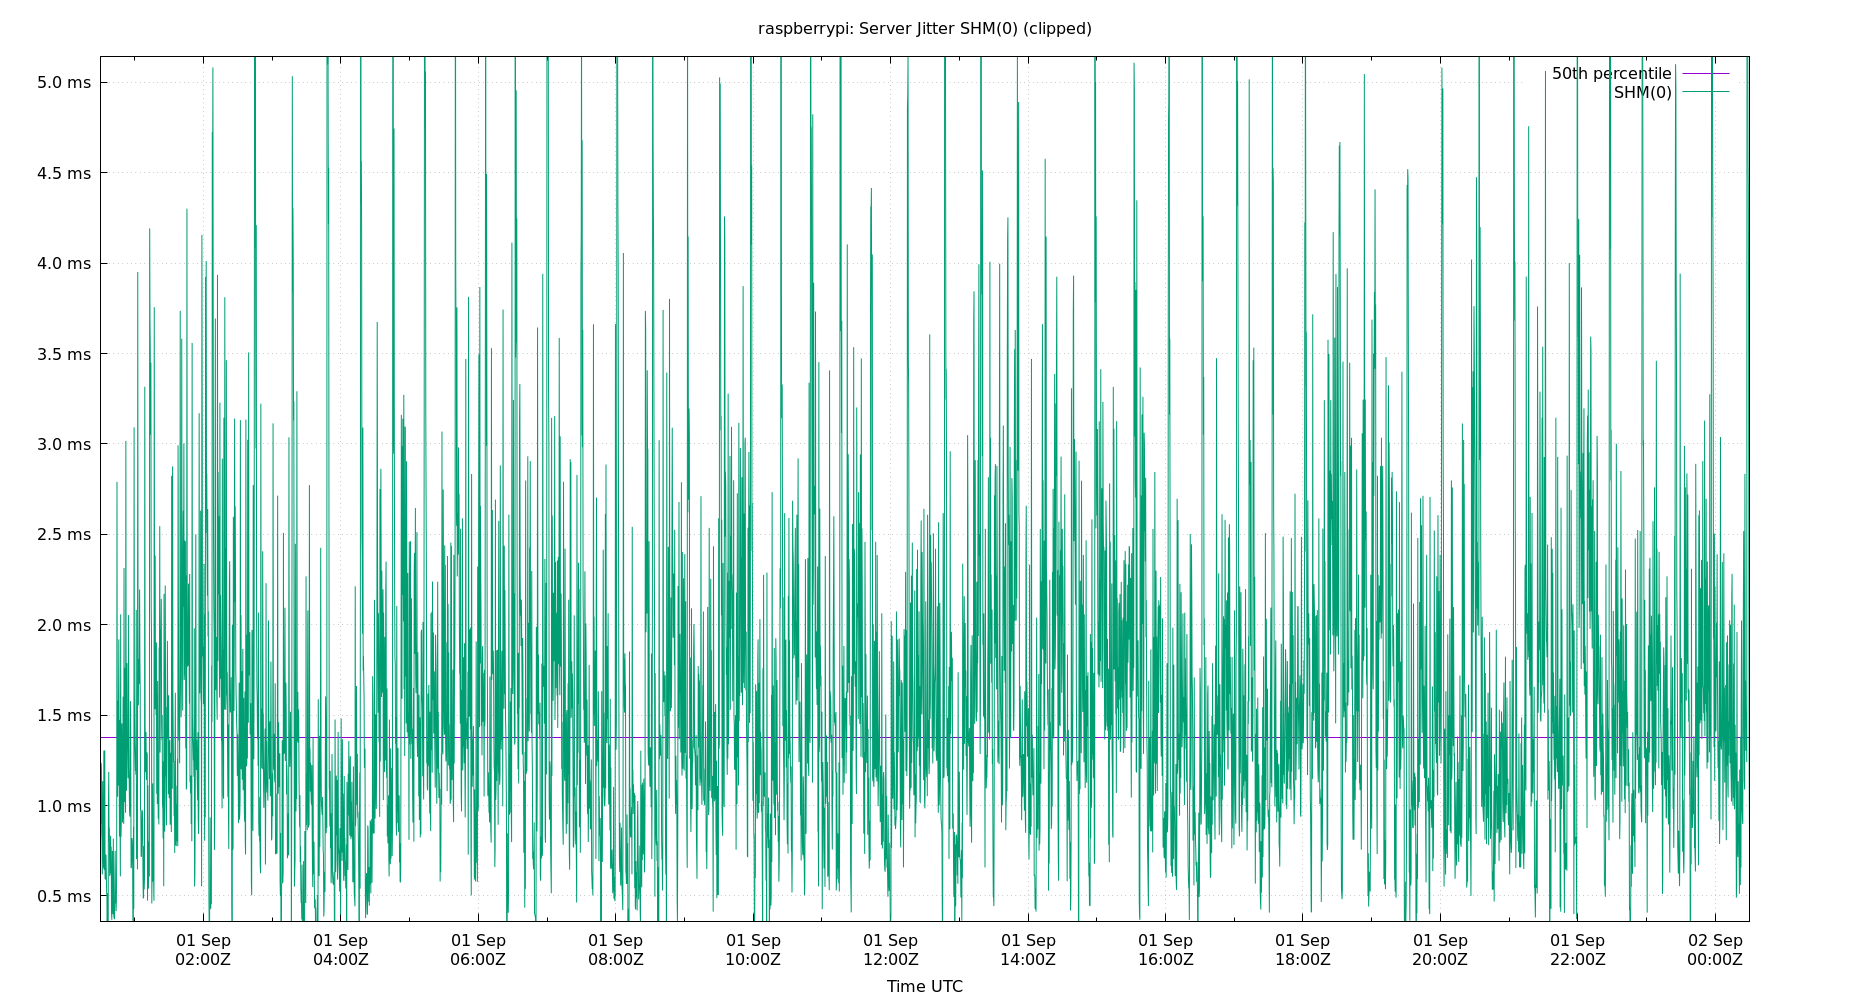 raspberrypi: Server Jitter SHM(0) (clipped)
50th percentile
SHM(0)
5.0 ms
4.5 ms
4.0 ms
3.5 ms
3.0 ms
2.5 ms
2.0 ms
1.5 ms
1.0 ms
0.5 ms
01 Sep 01 Sep 01 Sep 01 Sep 01 Sep 01 Sep 01 Sep 01 Sep 01 Sep 01 Sep 01 Sep 02 Sep
02:00Z 04:00Z 06:00Z 08:00Z 10:00Z 12:00Z 14:00Z 16:00Z 18:00Z 20:00Z 22:00Z 00:00Z
Time UTC